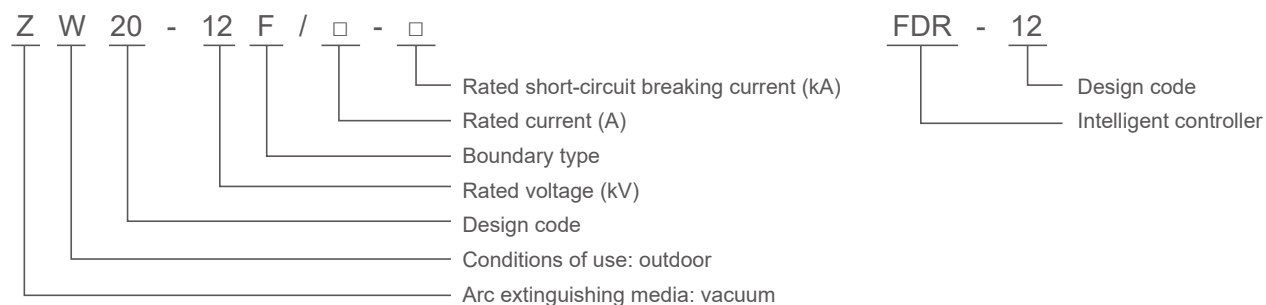 Z W 20 - 12 F / □ - □
Rated short-circuit breaking current (kA)
Rated current (A)
Boundary type
Rated voltage (kV)
Design code
Conditions of use: outdoor
Arc extinguishing media: vacuum
FDR - 12
Design code
Intelligent controller